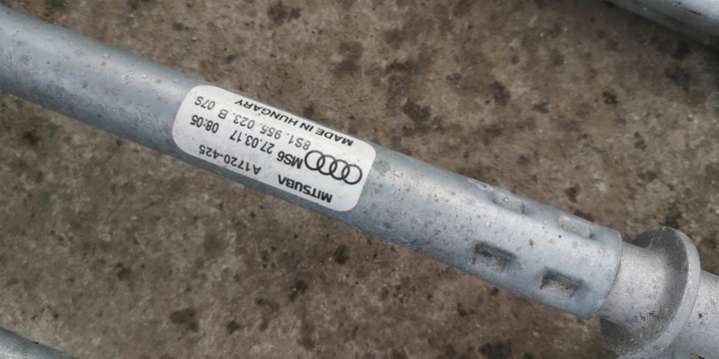 MITSUBA
A1720-425
MS6 27.03.17 08:05
8S1.955.023.B 07S
MADE IN HUNGARY